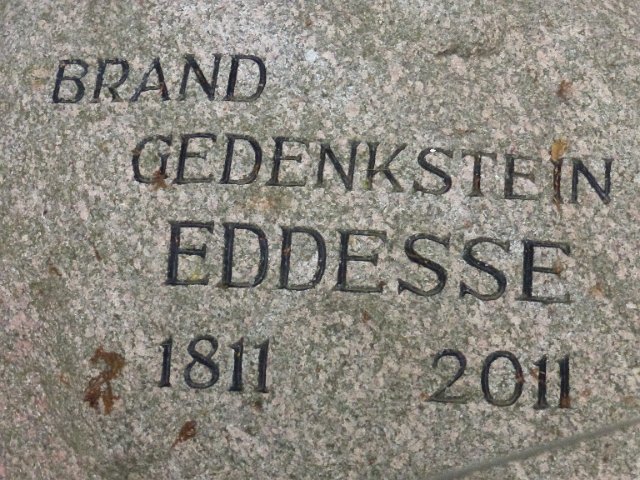 BRAND
GEDENKSTEIN
EDDESSE
1811 2011